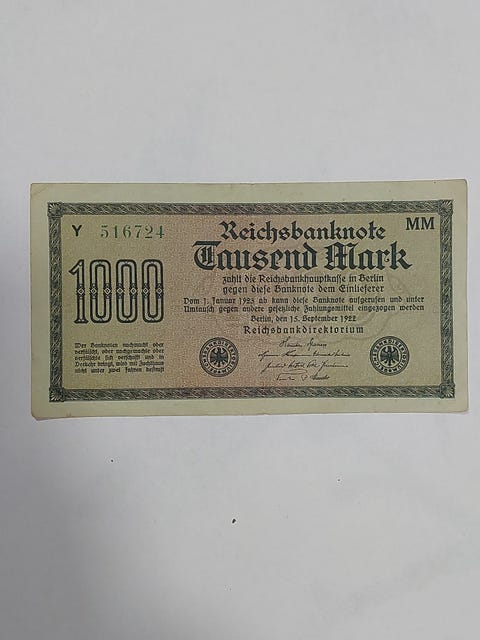 Y 516724
MM
Reichsbanknote
Tausend Mark
1000
zahlt die Reichsbankhauptkasse in Berlin
gegen diese Banknote dem Einlieferer
Vom 1. Januar 1923 ab kann diese Banknote aufgerufen und unter
Umtausch gegen andere gesetzliche Zahlungsmittel eingezogen werden
Berlin, den 15. September 1922
Reichsbankdirektorium
Wer Banknoten nachmacht oder
verfälscht, oder nachgemachte oder
verfälschte sich verschafft und in
Verkehr bringt, wird mit Zuchthaus
nicht unter zwei Jahren bestraft